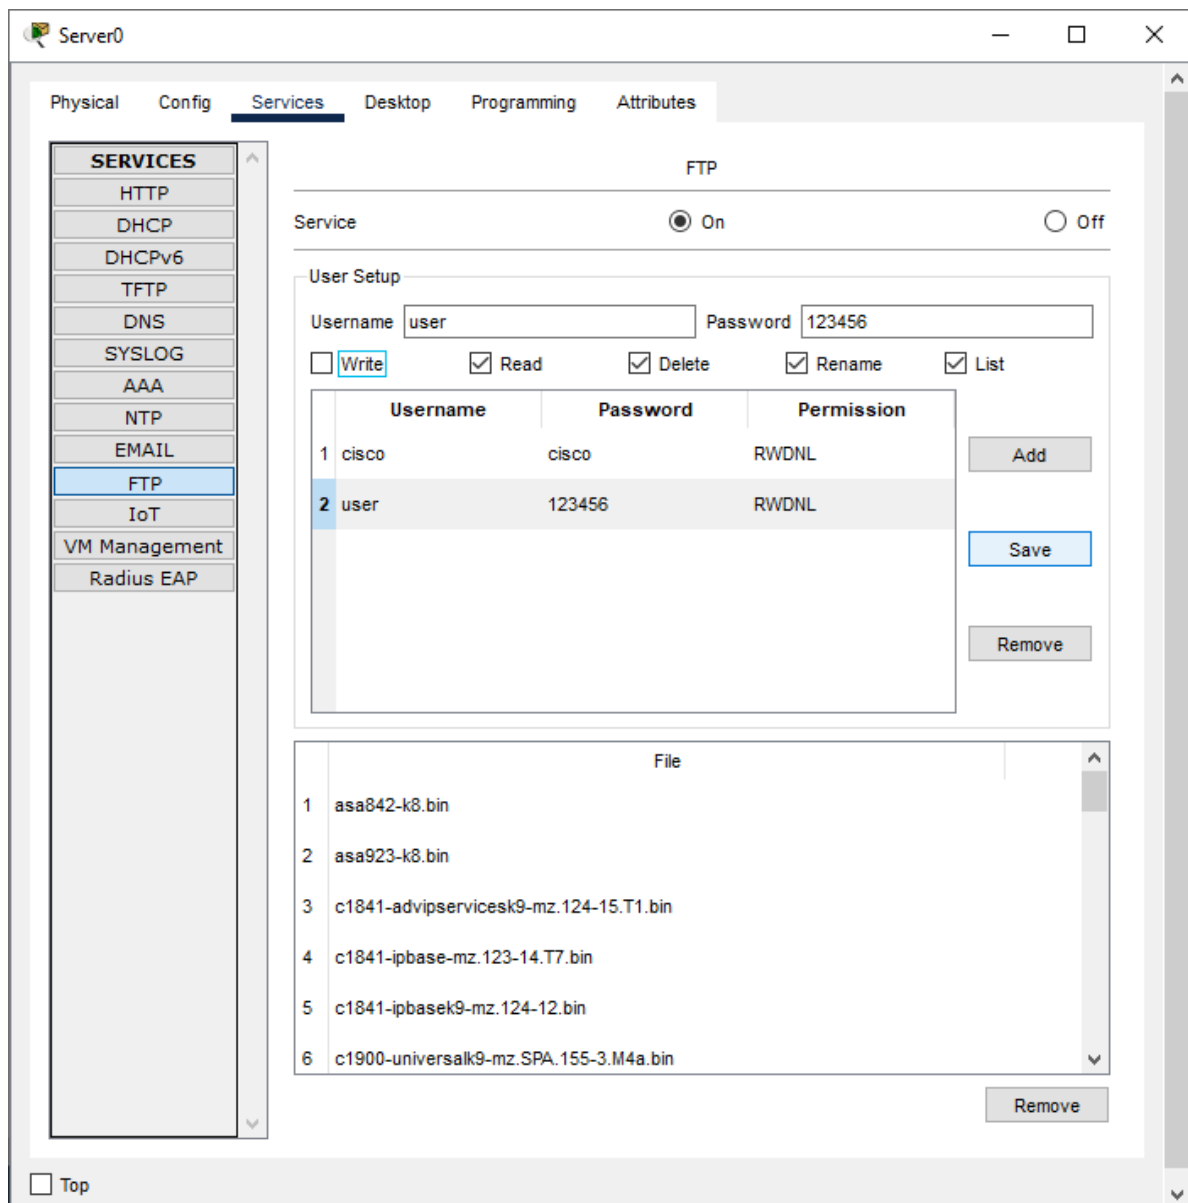 Server0
Physical Config Services Desktop Programming Attributes
SERVICES
HTTP
DHCP
DHCPv6
TFTP
DNS
SYSLOG
AAA
NTP
EMAIL
FTP
IoT
VM Management
Radius EAP
FTP
Service On Off
User Setup
Username user Password 123456
Write Read Delete Rename List
Username Password Permission
1 cisco cisco RWDNL
2 user 123456 RWDNL
Add
Save
Remove
File
1 asa842-k8.bin
2 asa923-k8.bin
3 c1841-advipservicesk9-mz.124-15.T1.bin
4 c1841-ipbase-mz.123-14.T7.bin
5 c1841-ipbasek9-mz.124-12.bin
6 c1900-universalk9-mz.SPA.155-3.M4a.bin
Remove
Top